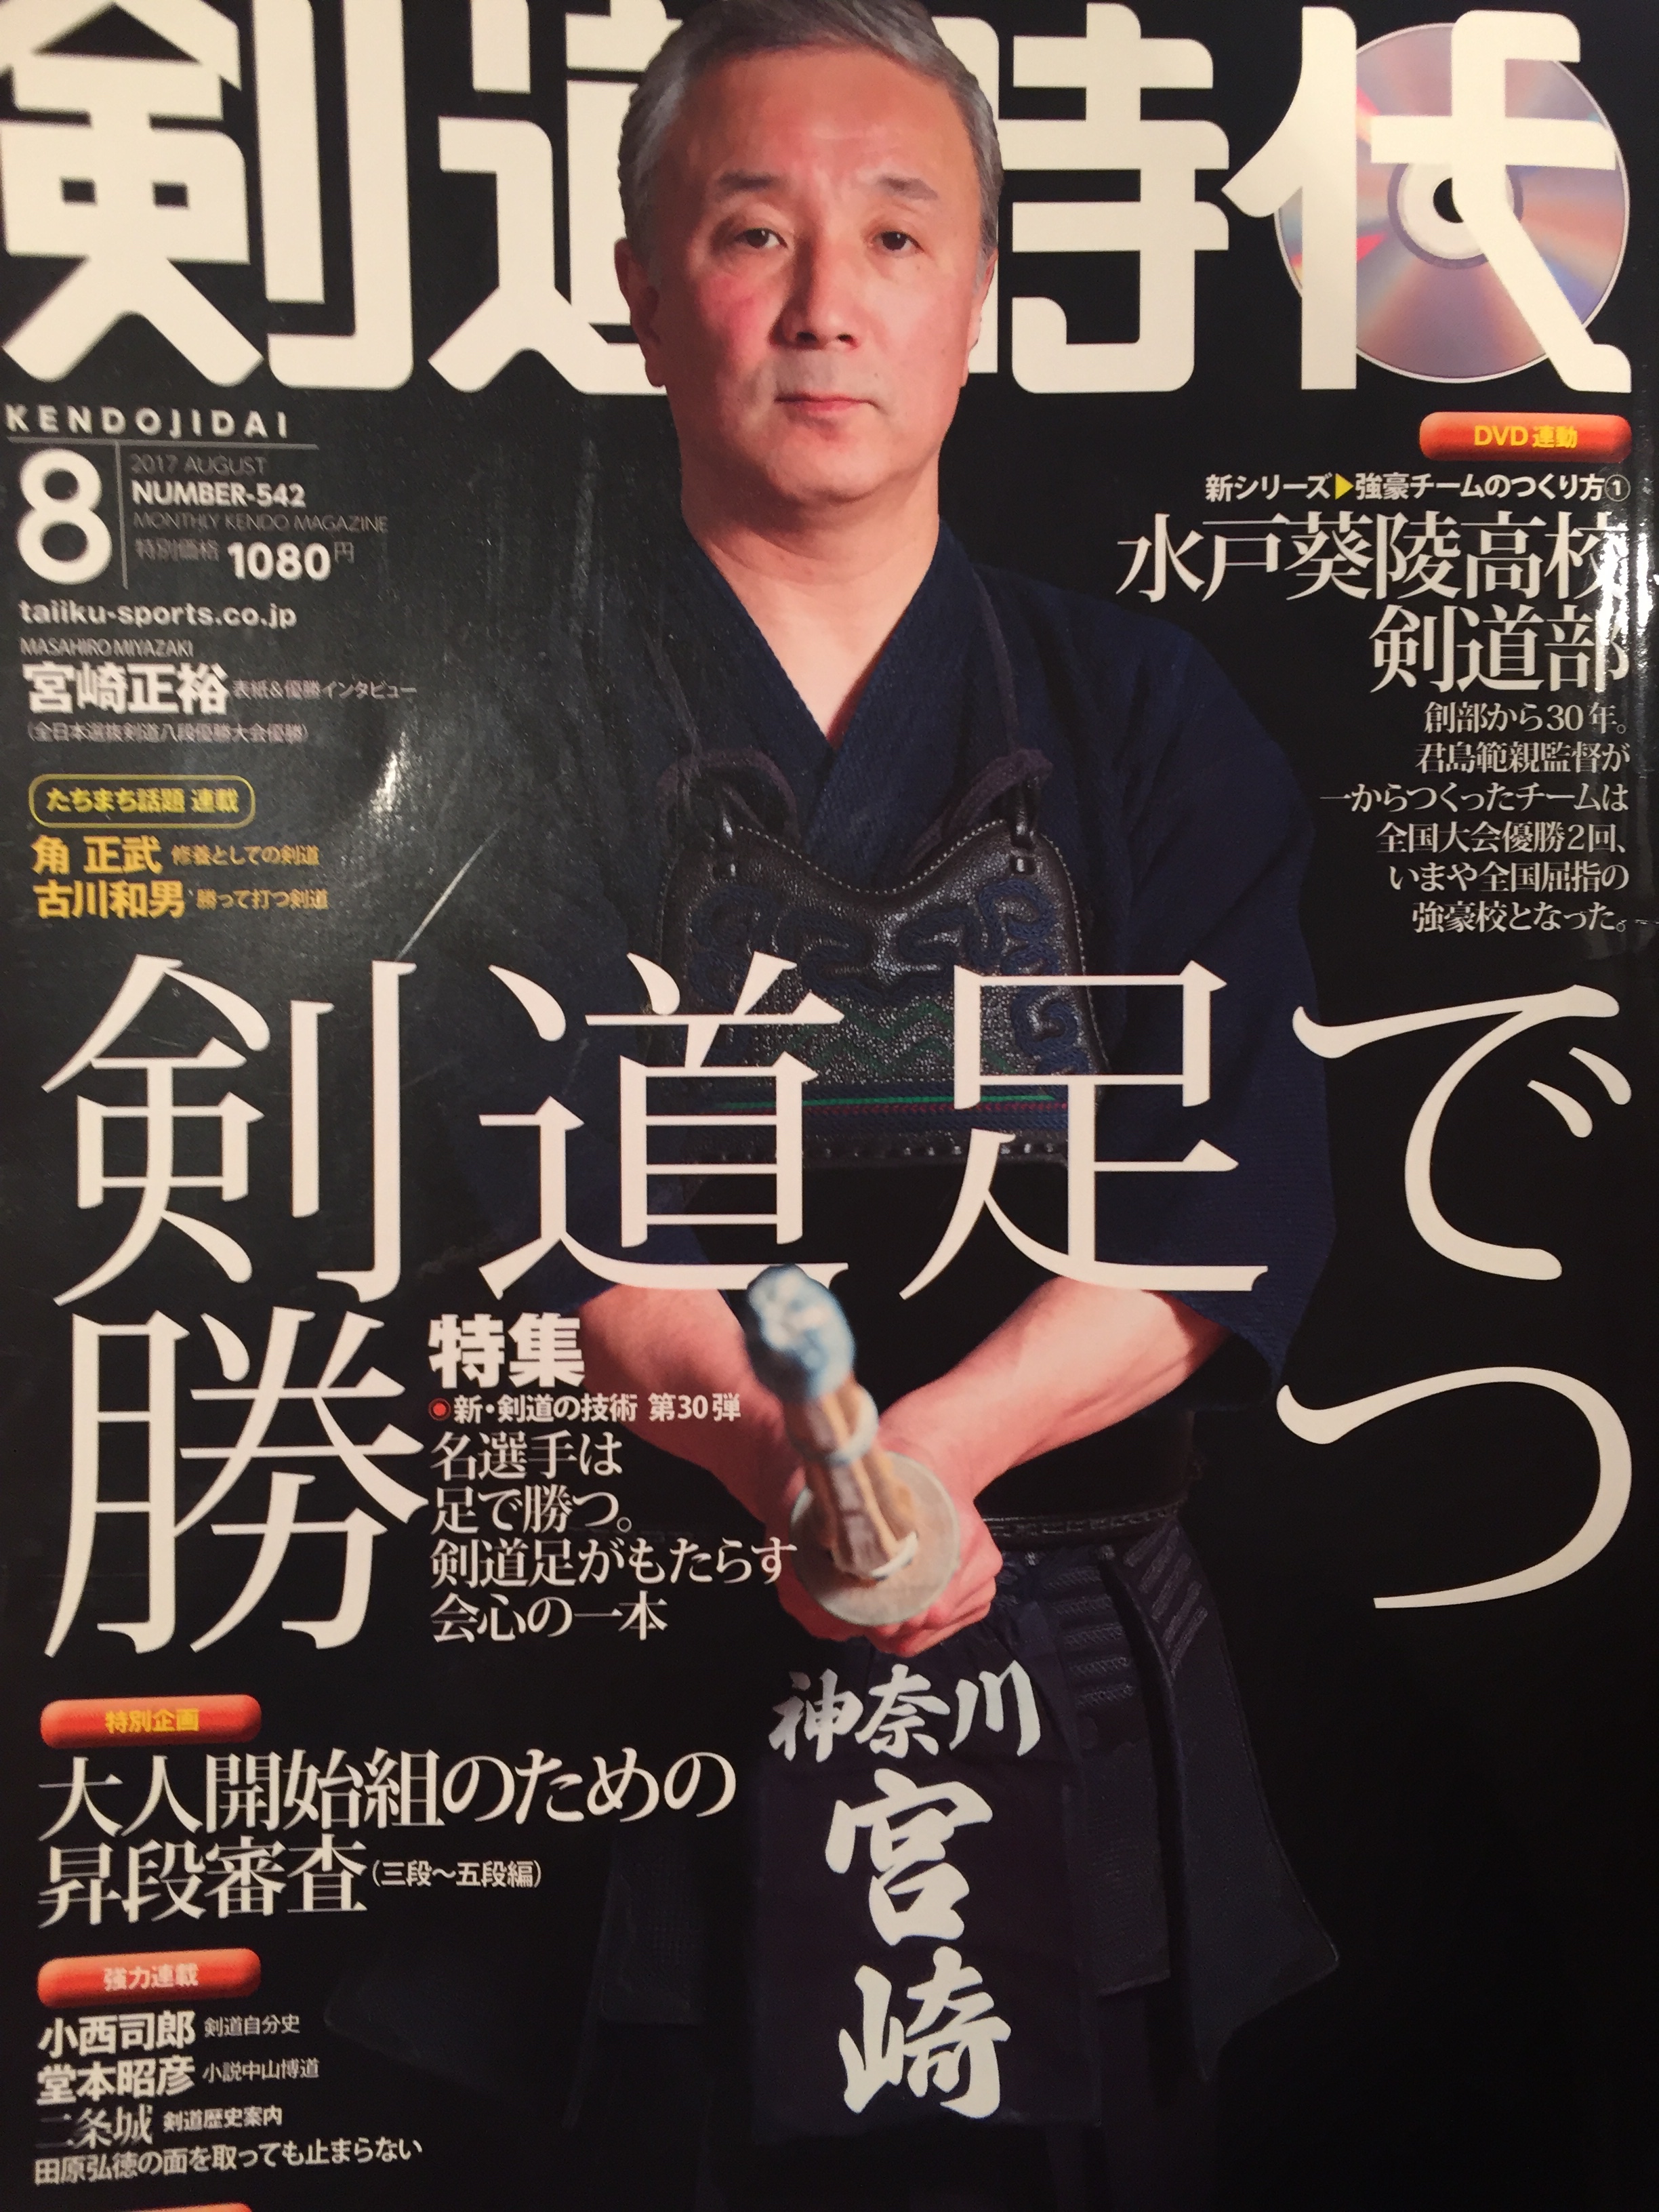 剣道時代
KENDOJIDAI
8
2017 AUGUST
NUMBER-542
MONTHLY KENDO MAGAZINE
特別価格 1080円
taiiku-sports.co.jp
MASAHIRO MIYAZAKI
宮崎正裕 表紙&優勝インタビュー
(全日本選抜剣道八段優勝大会優勝)
たちまち話題 連載
角 正武 修養としての剣道
古川和男 勝って打つ剣道
DVD 連動
新シリーズ▶強豪チームのつくり方①
水戸葵陵高校
剣道部
創部から30年。
君島範親監督が
一からつくったチームは
全国大会優勝2回、
いまや全国屈指の
強豪校となった。
剣道足で
勝つ
特集
◉新・剣道の技術 第30弾
名選手は
足で勝つ。
剣道足がもたらす
会心の一本
神奈川
宮崎
特別企画
大人開始組のための
昇段審査(三段〜五段編)
強力連載
小西司郎 剣道自分史
堂本昭彦 小説中山博道
二条城 剣道歴史案内
田原弘徳の面を取っても止まらない